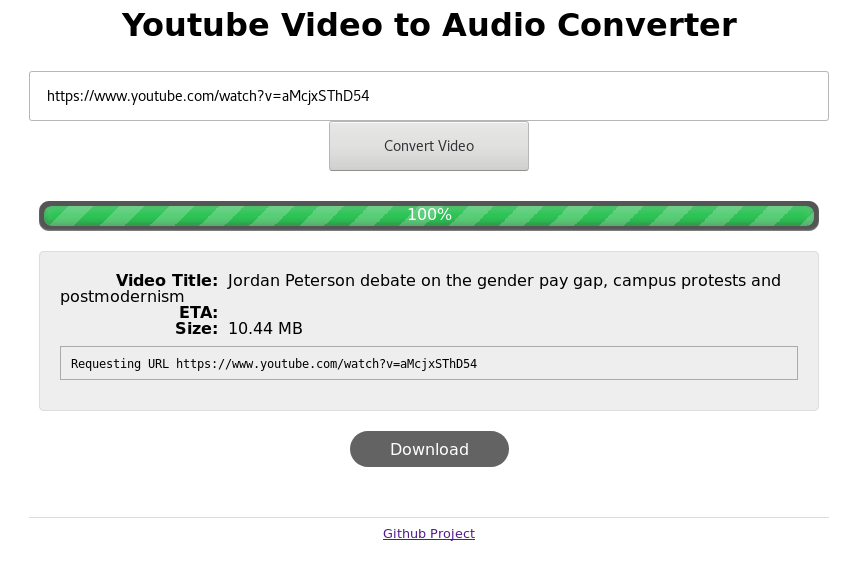 Youtube Video to Audio Converter
https://www.youtube.com/watch?v=aMcjxSThD54
Convert Video
100%
Video Title: Jordan Peterson debate on the gender pay gap, campus protests and
postmodernism
ETA:
Size: 10.44 MB
Requesting URL https://www.youtube.com/watch?v=aMcjxSThD54
Download
Github Project